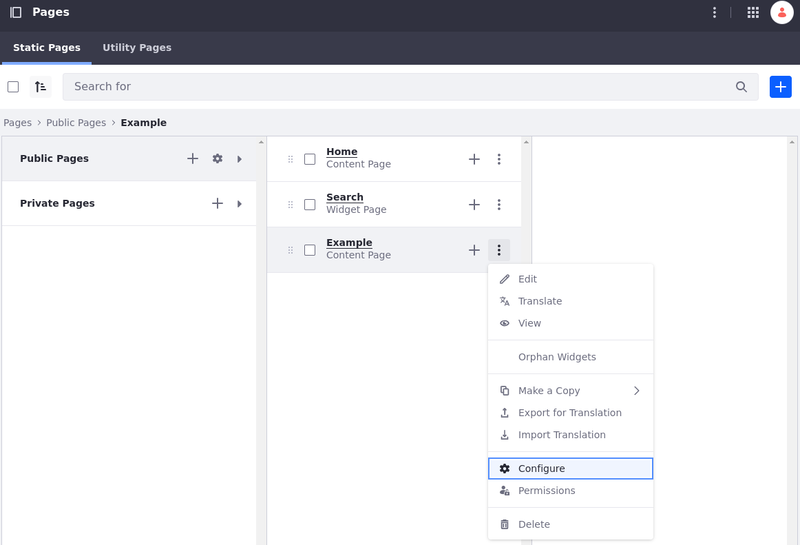 Pages
Static Pages Utility Pages
Search for
Pages > Public Pages > Example
Public Pages
Private Pages
Home
Content Page
Search
Widget Page
Example
Content Page
Edit
Translate
View
Orphan Widgets
Make a Copy
Export for Translation
Import Translation
Configure
Permissions
Delete